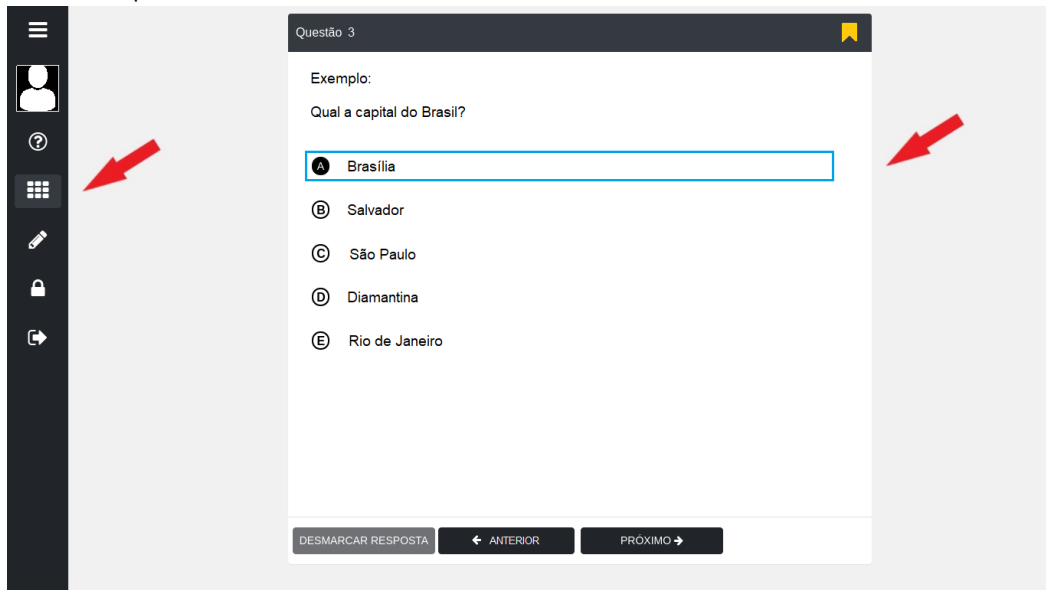 Questão 3
Exemplo:
Qual a capital do Brasil?
A Brasília
B Salvador
C São Paulo
D Diamantina
E Rio de Janeiro
DESMARCAR RESPOSTA ANTERIOR PRÓXIMO